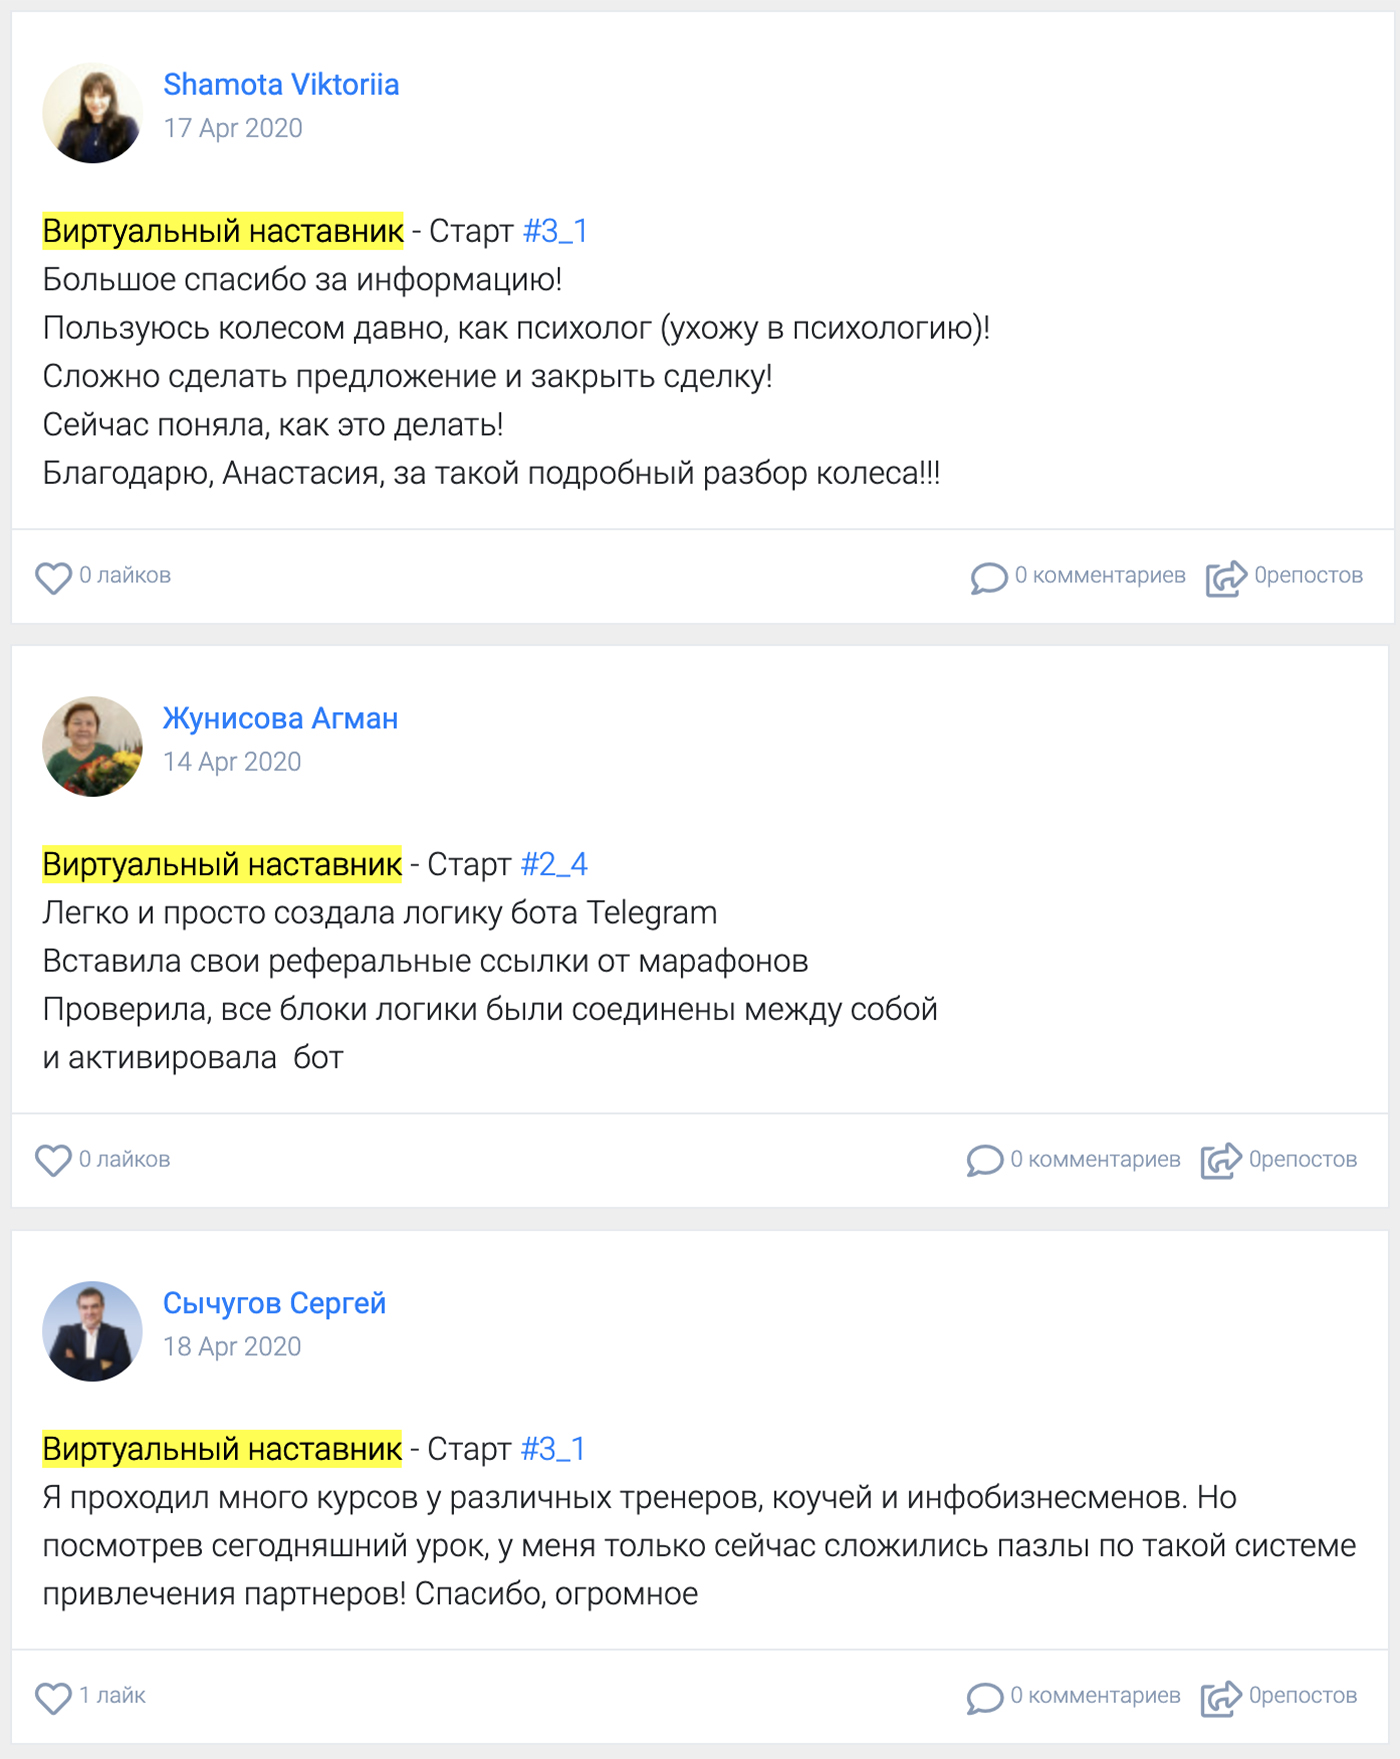 Shamota Viktoriia
17 Apr 2020
Виртуальный наставник - Старт #3_1
Большое спасибо за информацию!
Пользуюсь колесом давно, как психолог (ухожу в психологию)!
Сложно сделать предложение и закрыть сделку!
Сейчас поняла, как это делать!
Благодарю, Анастасия, за такой подробный разбор колеса!!!
0 лайков 0 комментариев 0репостов
Жунисова Агман
14 Apr 2020
Виртуальный наставник - Старт #2_4
Легко и просто создала логику бота Telegram
Вставила свои реферальные ссылки от марафонов
Проверила, все блоки логики были соединены между собой
и активировала  бот
0 лайков 0 комментариев 0репостов
Сычугов Сергей
18 Apr 2020
Виртуальный наставник - Старт #3_1
Я проходил много курсов у различных тренеров, коучей и инфобизнесменов. Но
посмотрев сегодняшний урок, у меня только сейчас сложились пазлы по такой системе
привлечения партнеров! Спасибо, огромное
1 лайк 0 комментариев 0репостов